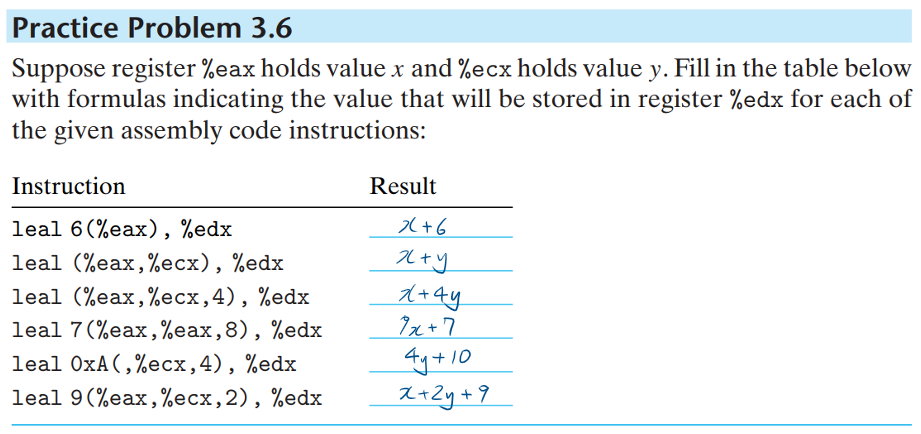 Practice Problem 3.6
Suppose register %eax holds value x and %ecx holds value y. Fill in the table below
with formulas indicating the value that will be stored in register %edx for each of
the given assembly code instructions:
Instruction Result
leal 6(%eax), %edx x+6
leal (%eax,%ecx), %edx x+y
leal (%eax,%ecx,4), %edx x+4y
leal 7(%eax,%eax,8), %edx 9x+7
leal 0xA(,%ecx,4), %edx 4y+10
leal 9(%eax,%ecx,2), %edx x+2y+9